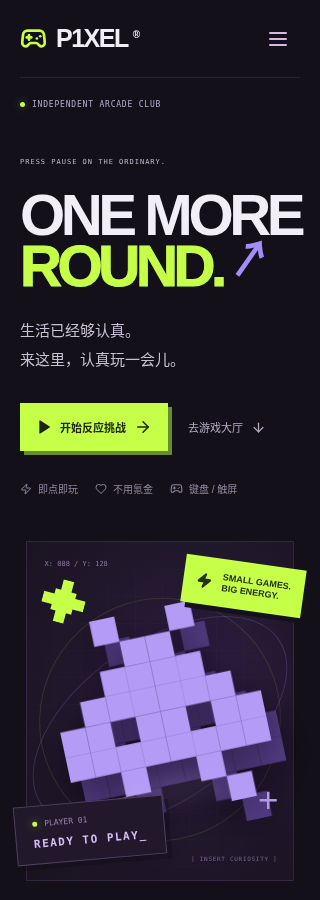 P1XEL ®
INDEPENDENT ARCADE CLUB
PRESS PAUSE ON THE ORDINARY.
ONE MORE
ROUND.↗
生活已经够认真。
来这里，认真玩一会儿。
开始反应挑战 →
去游戏大厅 ↓
即点即玩
不用氪金
键盘 / 触屏
X: 088 / Y: 128
SMALL GAMES.
BIG ENERGY.
PLAYER 01
READY TO PLAY_
[ INSERT CURIOSITY ]